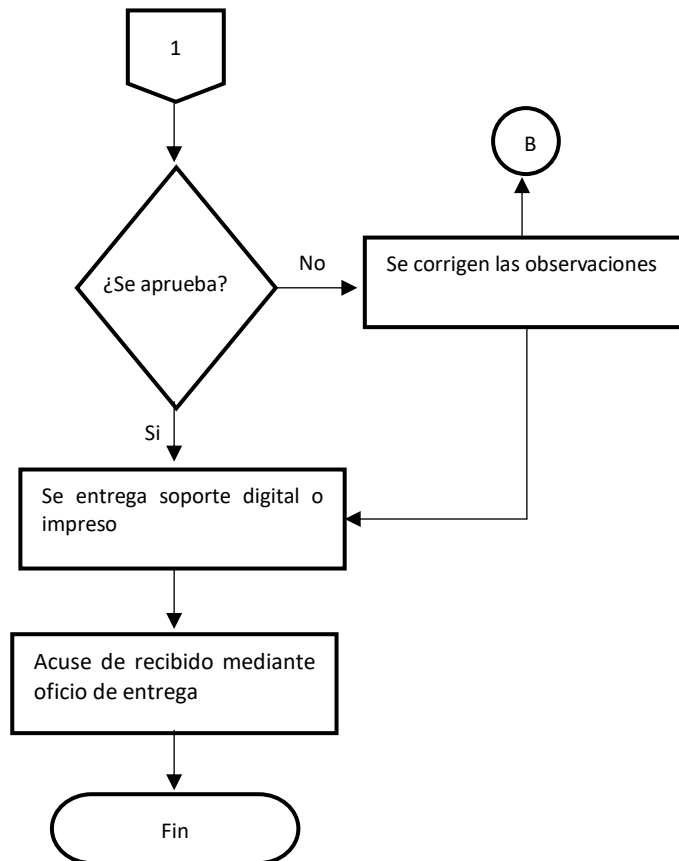 1
B
¿Se aprueba?
No
Se corrigen las observaciones
Si
Se entrega soporte digital o
impreso
Acuse de recibido mediante
oficio de entrega
Fin